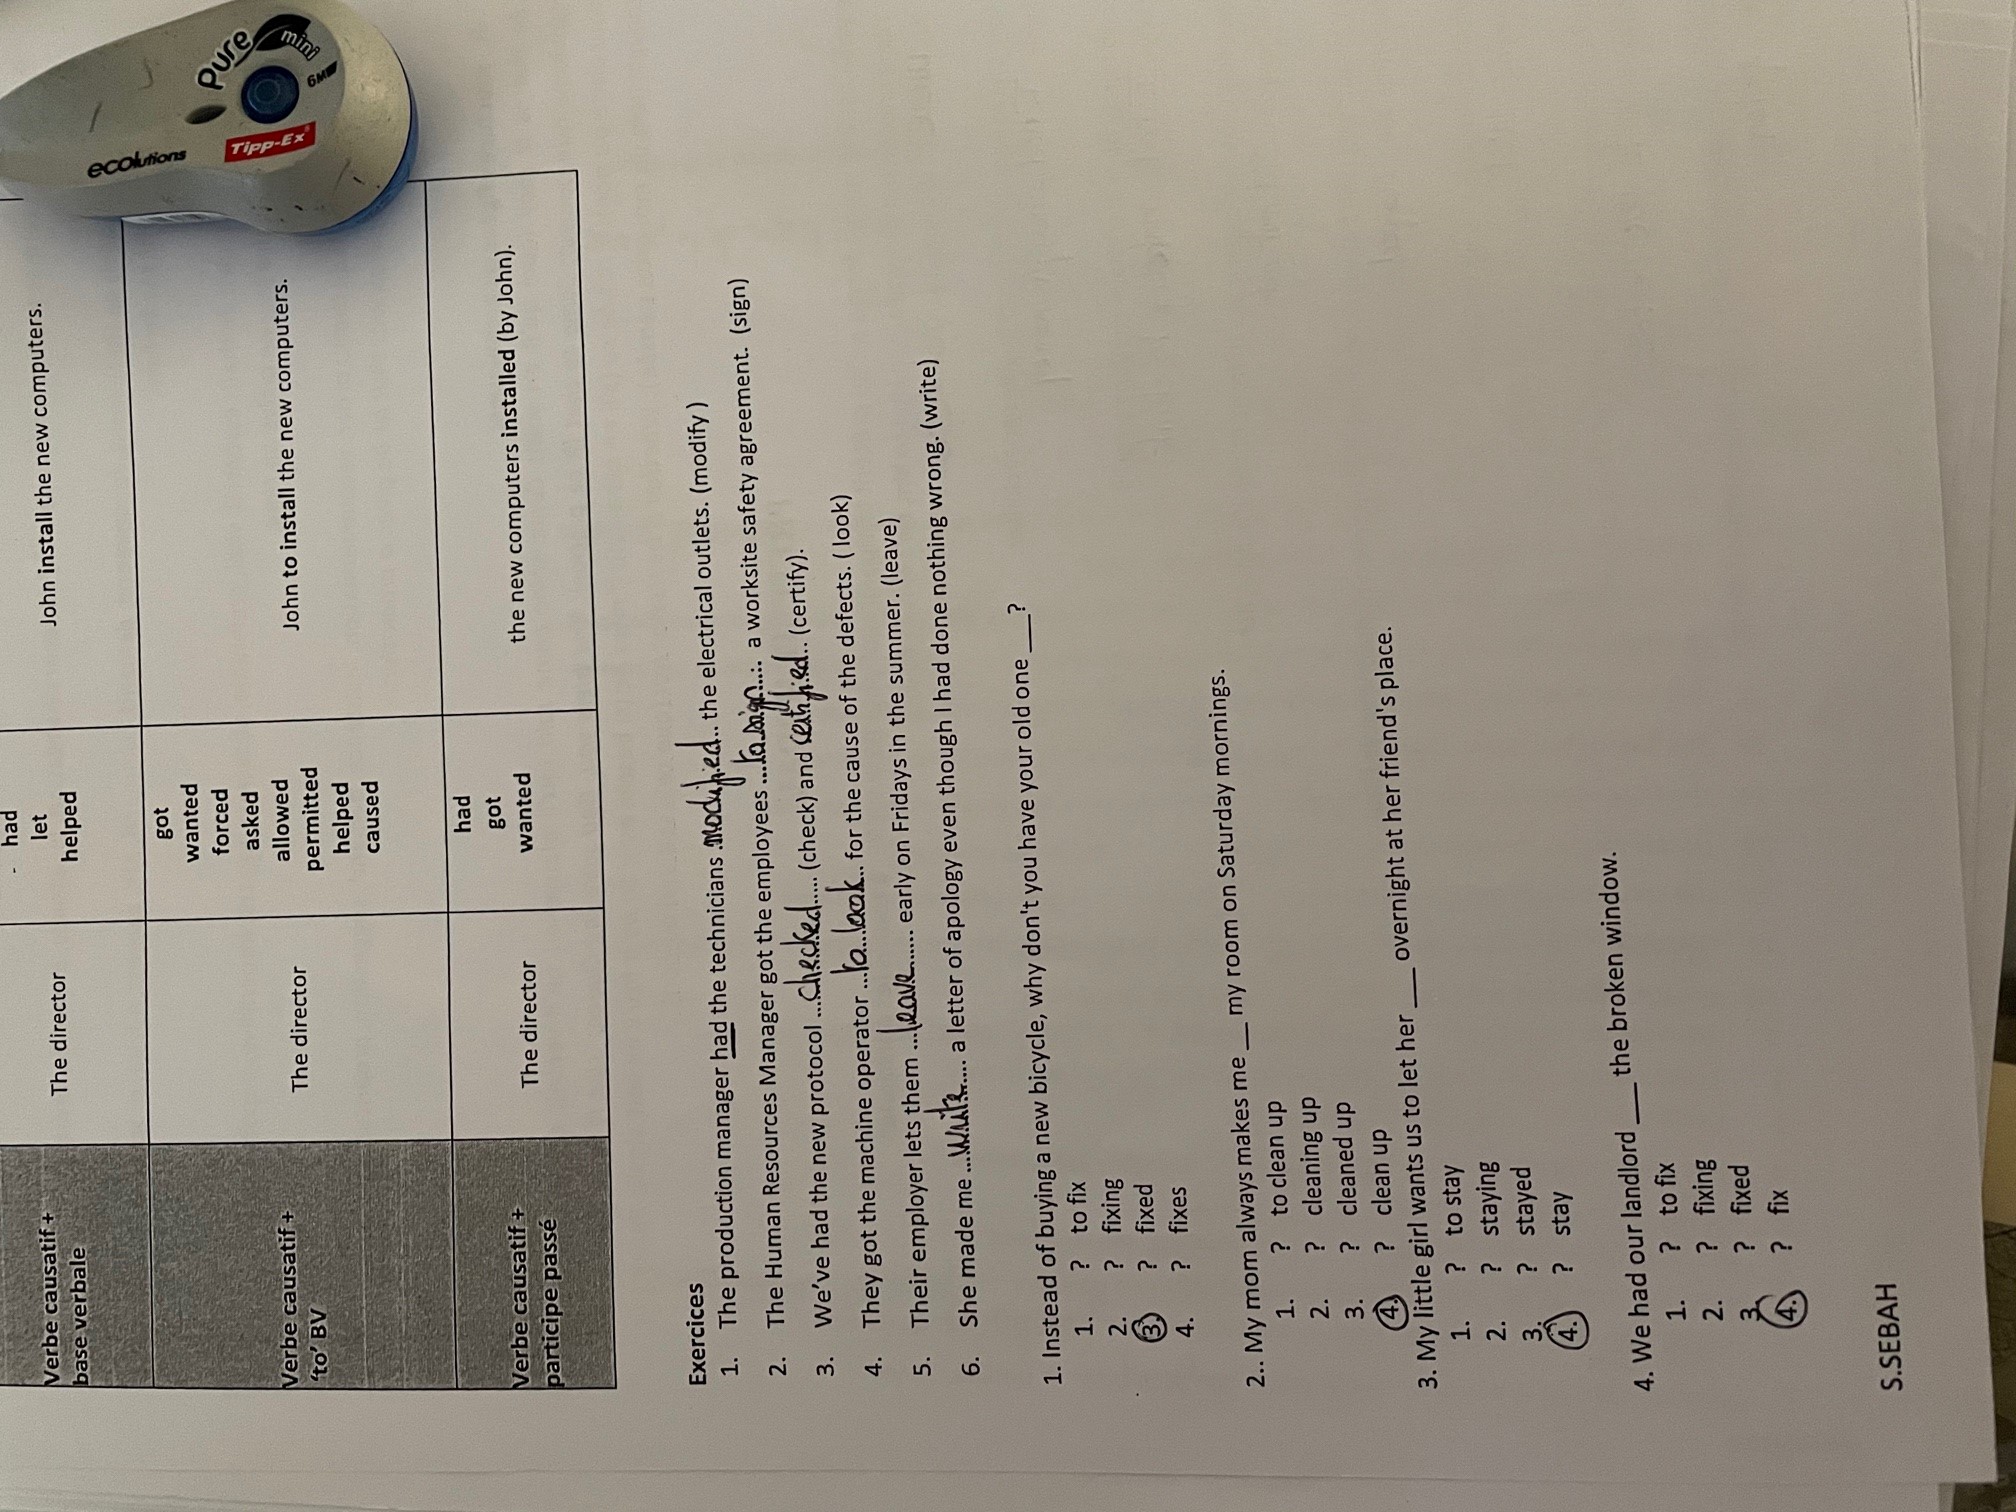 had
let
helped
Verbe causatif +
base verbale
The director
John install the new computers.
Verbe causatif +
'to' BV
The director
got
wanted
forced
asked
allowed
permitted
helped
caused
John to install the new computers.
Verbe causatif +
participe passé
The director
had
got
wanted
the new computers installed (by John).
ecolutions
Tipp-Ex
Pure
mini
6M
Exercices
1. The production manager had the technicians .modified.. the electrical outlets. (modify )
2. The Human Resources Manager got the employees ...to sign..... a worksite safety agreement. (sign)
3. We've had the new protocol ...checked..... (check) and certified.. (certify).
4. They got the machine operator ...to...look.. for the cause of the defects. ( look)
5. Their employer lets them ...leave...... early on Fridays in the summer. (leave)
6. She made me ...write.... a letter of apology even though I had done nothing wrong. (write)
1. Instead of buying a new bicycle, why don't you have your old one ___?
1. ? to fix
2. ? fixing
3. ? fixed
4. ? fixes
2.. My mom always makes me __ my room on Saturday mornings.
1. ? to clean up
2. ? cleaning up
3. ? cleaned up
4. ? clean up
3. My little girl wants us to let her ___ overnight at her friend's place.
1. ? to stay
2. ? staying
3. ? stayed
4. ? stay
4. We had our landlord ___ the broken window.
1. ? to fix
2. ? fixing
3. ? fixed
4. ? fix
S.SEBAH